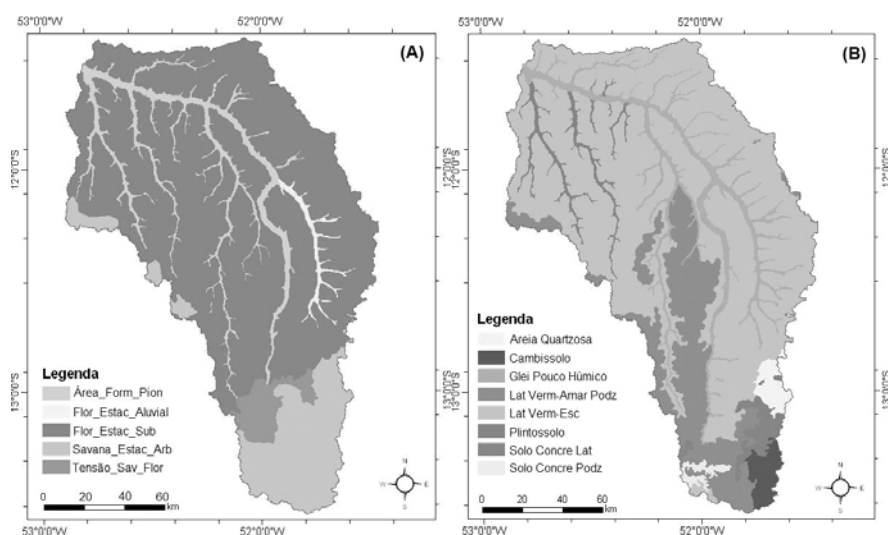 53°0'0"W
52°0'0"W
(A)
12°0'0"S
13°0'0"S
Legenda
Área_Form_Pion
Flor_Estac_Aluvial
Flor_Estac_Sub
Savana_Estac_Arb
Tensão_Sav_Flor
0 20 40 60
km
N
W E
S
53°0'0"W
52°0'0"W
53°0'0"W
52°0'0"W
(B)
12°0'0"S
12°0'0"S
13°0'0"S
13°0'0"S
Legenda
Areia Quartzosa
Cambissolo
Glei Pouco Húmico
Lat Verm-Amar Podz
Lat Verm-Esc
Plintossolo
Solo Concre Lat
Solo Concre Podz
0 20 40 60
km
N
W E
S
53°0'0"W
52°0'0"W